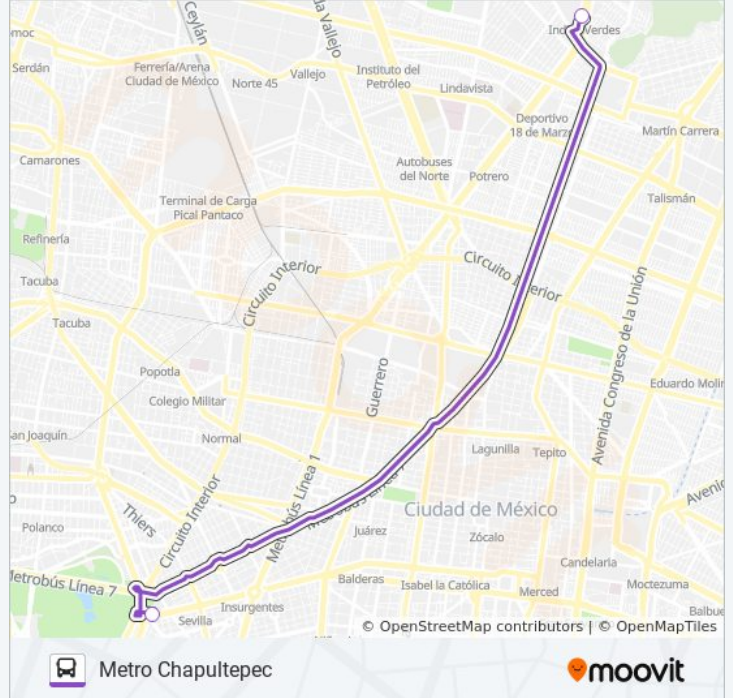 Ceylán
Vallejo
Indios Verdes
Serdán
Ferrería/Arena
Ciudad de México
Norte 45
Vallejo
Instituto del
Petróleo
Lindavista
Deportivo
18 de Marzo
Martín Carrera
Camarones
Autobuses
del Norte
Potrero
Terminal de Carga
Pical Pantaco
Talismán
Refinería
Tacuba
Circuito Interior
Circuito Interior
Tacuba
Avenida Congreso de la Unión
Popotla
Guerrero
Eduardo Molin
Colegio Militar
an Joaquín
Normal
Lagunilla
Tepito
Metrobús Línea 1
Circuito Interior
Thiers
Ciudad de México
Polanco
Juárez
Zócalo
Candelaria
Metrobús Línea 7
Balderas
Isabel la Católica
Merced
Moctezuma
Insurgentes
Sevilla
Balbue
© OpenStreetMap contributors | © OpenMapTiles
Metro Chapultepec
moovit